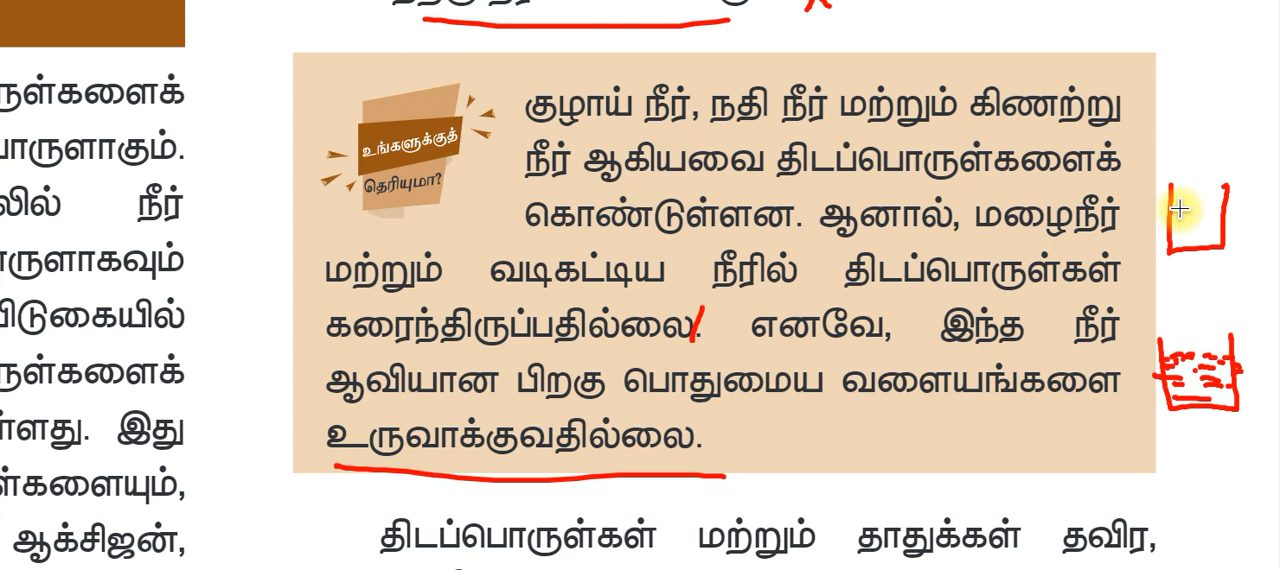 ருள்களைக்
பாருளாகும்.
லில் நீர்
ாருளாகவும்
விடுகையில்
ருள்களைக்
ள்ளது. இது
ள்களையும்,
ஆக்சிஜன்,
உங்களுக்குத்
தெரியுமா?
குழாய் நீர், நதி நீர் மற்றும் கிணற்று
நீர் ஆகியவை திடப்பொருள்களைக்
கொண்டுள்ளன. ஆனால், மழைநீர்
மற்றும் வடிகட்டிய நீரில் திடப்பொருள்கள்
கரைந்திருப்பதில்லை. எனவே, இந்த நீர்
ஆவியான பிறகு பொதுமைய வளையங்களை
உருவாக்குவதில்லை.
திடப்பொருள்கள் மற்றும் தாதுக்கள் தவிர,